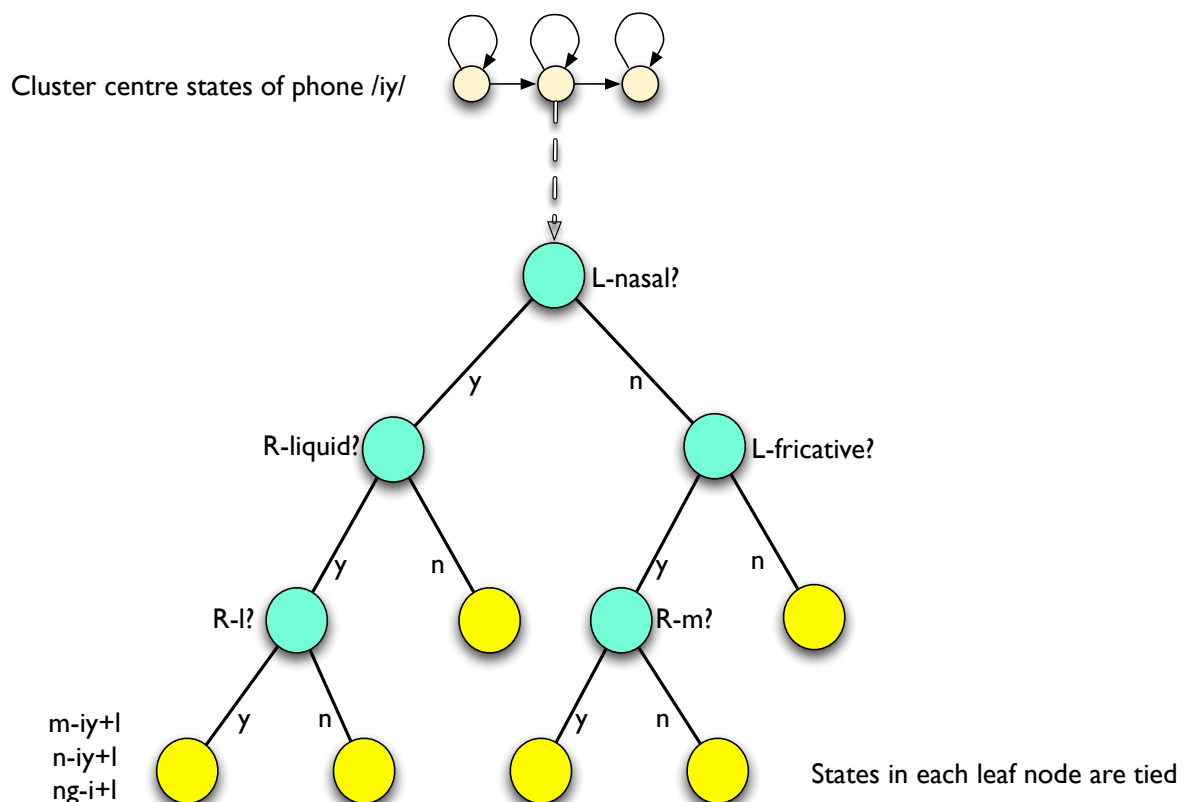 Cluster centre states of phone /iy/
L-nasal?
y
n
R-liquid?
L-fricative?
y
n
y
n
R-l?
R-m?
y
n
y
n
m-iy+l
n-iy+l
ng-i+l
States in each leaf node are tied